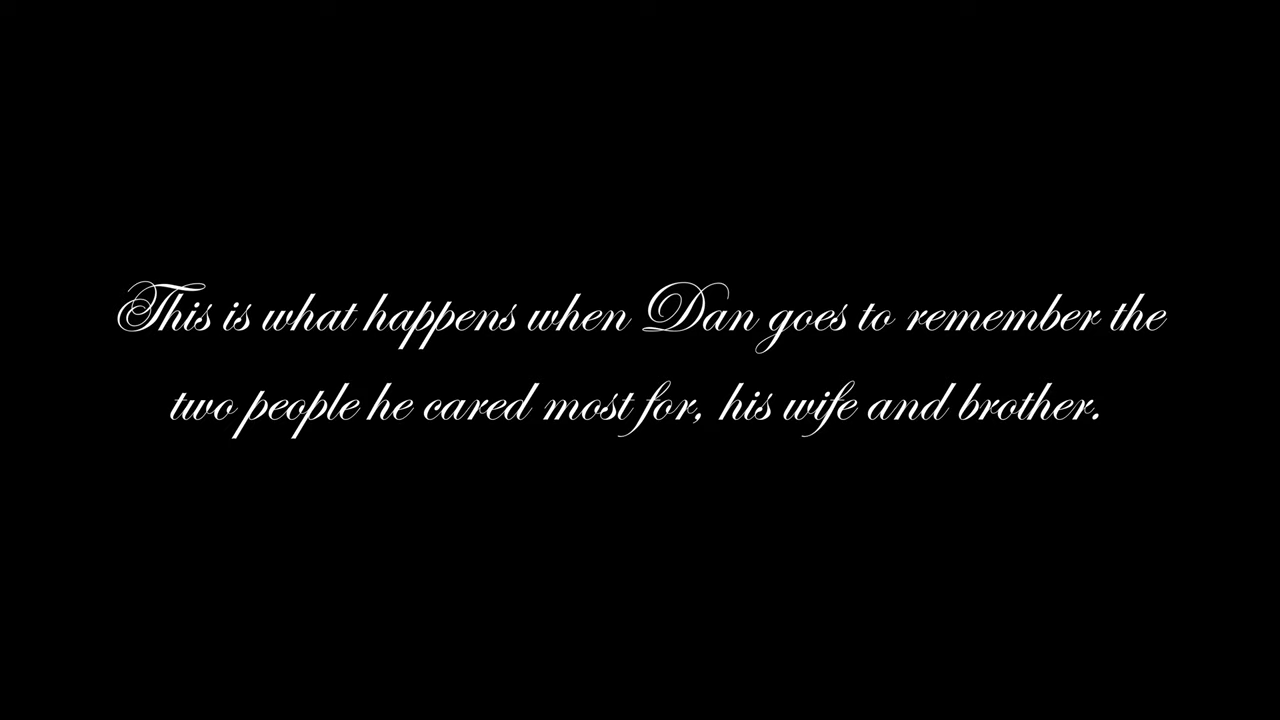 This is what happens when Dan goes to remember the
two people he cared most for, his wife and brother.